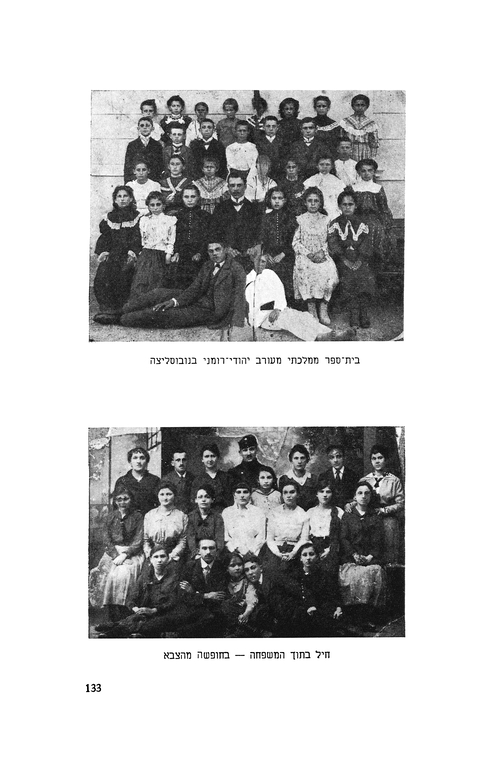 בית־ספר ממלכתי מעורב יהודי־רומני בנובוסליצה
חיל בתוך המשפחה — בחופשה מהצבא
133